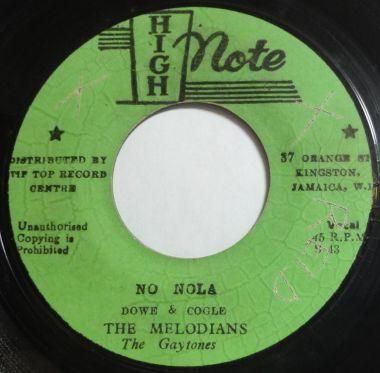 HIGH Note
DISTRIBUTED BY
TIP TOP RECORD
CENTRE
37 ORANGE ST
KINGSTON,
JAMAICA, W.I
Unauthorised
Copying is
Prohibited
Vocal
45 R.P.M
NO NOLA
DOWE & COGLE
THE MELODIANS
The Gaytones